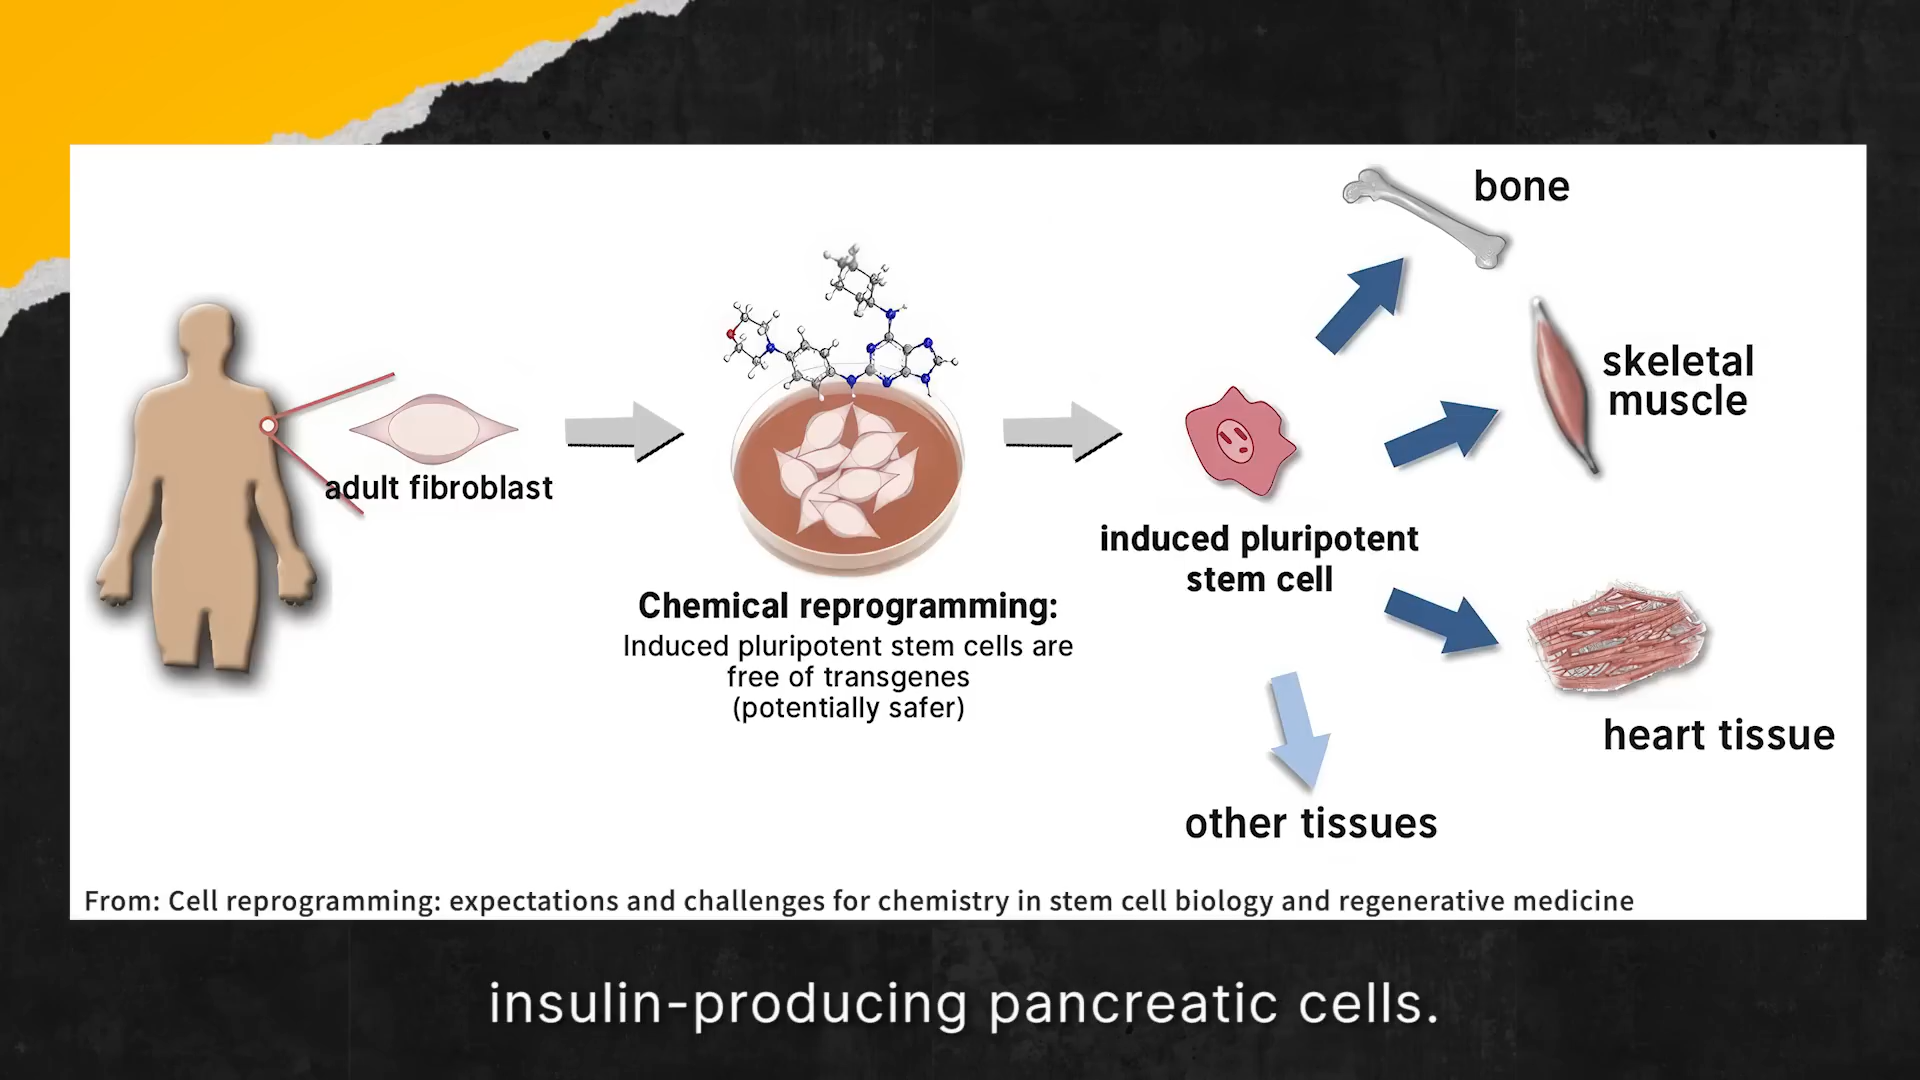 bone
skeletal
muscle
adult fibroblast
induced pluripotent
stem cell
Chemical reprogramming:
Induced pluripotent stem cells are
free of transgenes
(potentially safer)
heart tissue
other tissues
From: Cell reprogramming: expectations and challenges for chemistry in stem cell biology and regenerative medicine
insulin-producing pancreatic cells.